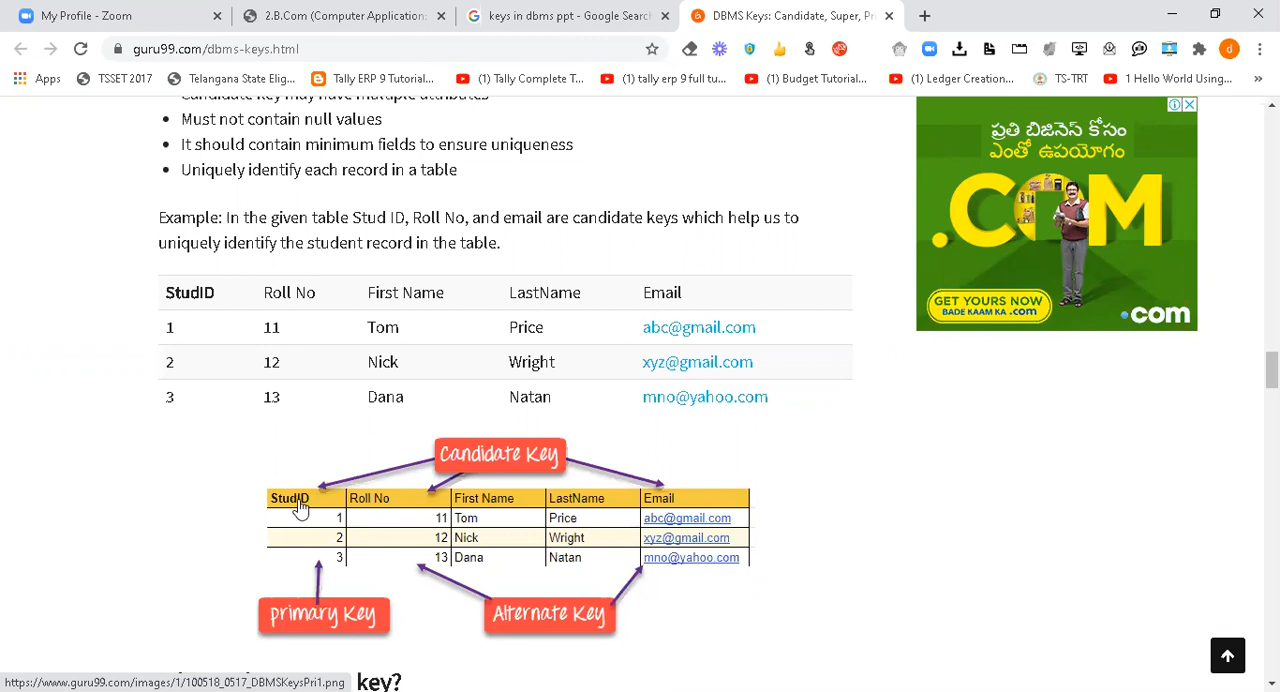 My Profile - Zoom
2.B.Com (Computer Application:
keys in dbms ppt - Google Search
DBMS Keys: Candidate, Super, Pri
guru99.com/dbms-keys.html
d
Apps
TSSET 2017
Telangana State Elig...
Tally ERP 9 Tutorial...
(1) Tally Complete T...
(1) tally erp 9 full tu...
(1) Budget Tutorial...
(1) Ledger Creation...
TS-TRT
1 Hello World Using...
»
Candidate key may have multiple attributes
Must not contain null values
It should contain minimum fields to ensure uniqueness
Uniquely identify each record in a table
Example: In the given table Stud ID, Roll No, and email are candidate keys which help us to
uniquely identify the student record in the table.
StudID Roll No First Name LastName Email
1 11 Tom Price abc@gmail.com
2 12 Nick Wright xyz@gmail.com
3 13 Dana Natan mno@yahoo.com
Candidate Key
StudID Roll No First Name LastName Email
1 11 Tom Price abc@gmail.com
2 12 Nick Wright xyz@gmail.com
3 13 Dana Natan mno@yahoo.com
primary Key
Alternate Key
key?
https://www.guru99.com/images/1/100518_0517_DBMSKeysPri1.png
ప్రతి బిజినెస్ కోసం
ఎంతో ఉపయోగం
.COM
GET YOURS NOW
BADE KAAM KA .com
.com